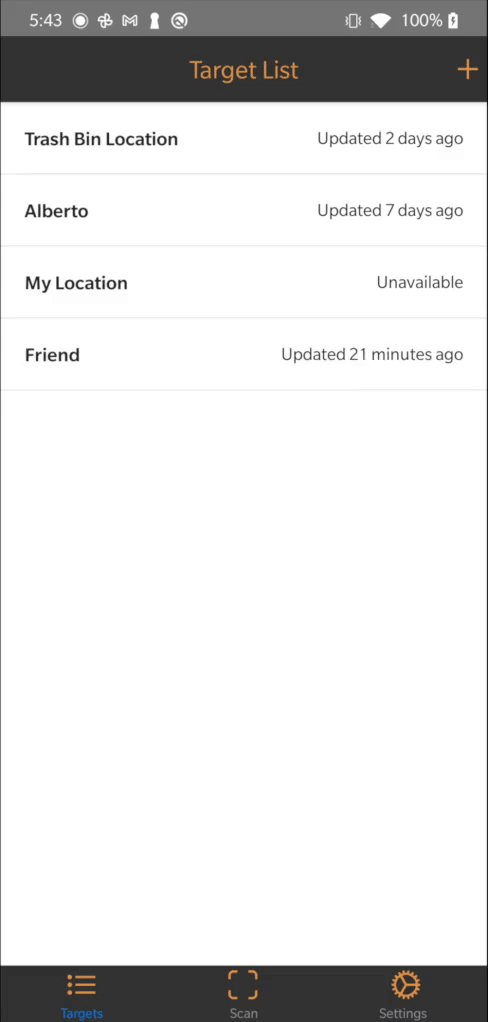 5:43 100%
Target List +
Trash Bin Location Updated 2 days ago
Alberto Updated 7 days ago
My Location Unavailable
Friend Updated 21 minutes ago
Targets Scan Settings